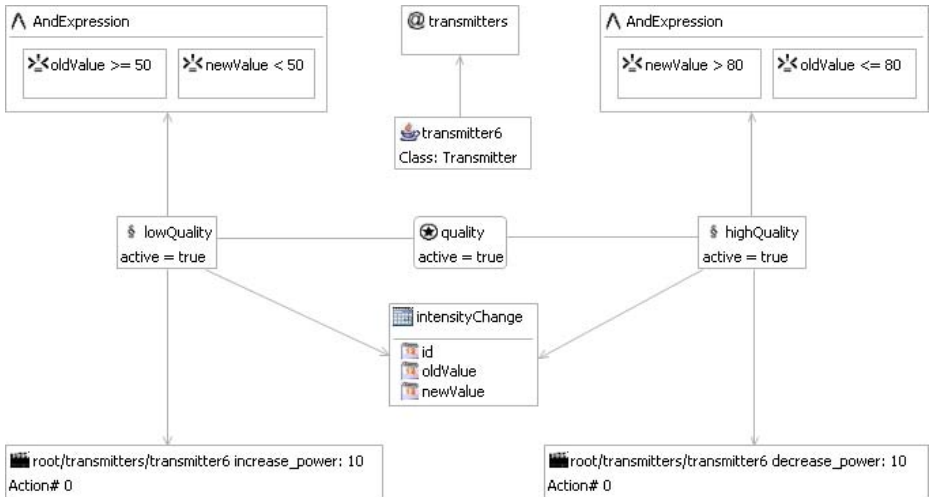 AndExpression
oldValue >= 50
newValue < 50
@ transmitters
AndExpression
newValue > 80
oldValue <= 80
transmitter6
Class: Transmitter
§ lowQuality
active = true
quality
active = true
§ highQuality
active = true
intensityChange
id
oldValue
newValue
root/transmitters/transmitter6 increase_power: 10
Action# 0
root/transmitters/transmitter6 decrease_power: 10
Action# 0